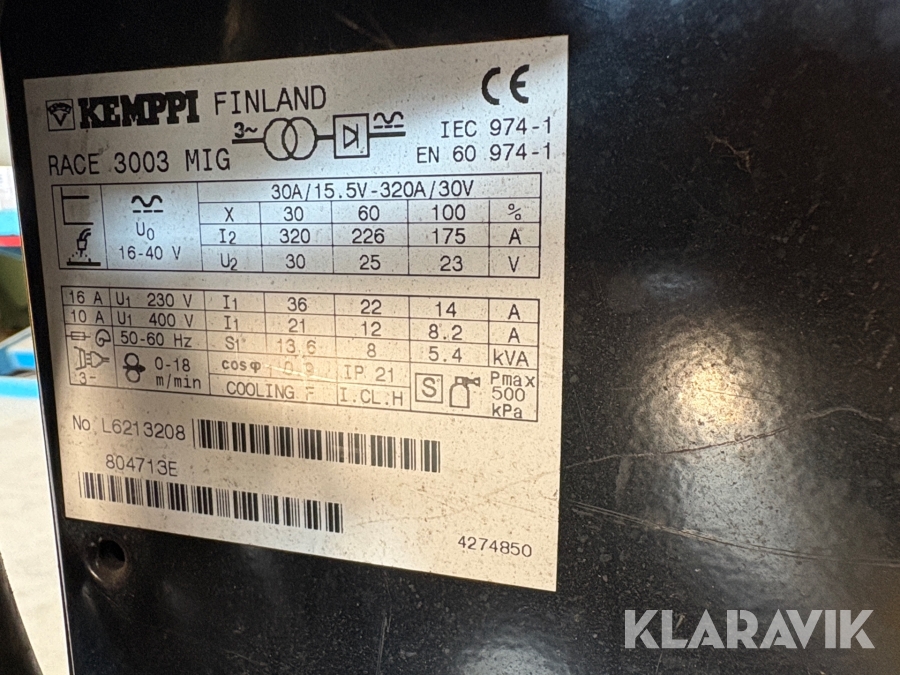 KEMPPI FINLAND
CE
3~
IEC 974-1
EN 60 974-1
RACE 3003 MIG
30A/15.5V-320A/30V
X 30 60 100 %
U0
16-40 V
I2 320 226 175 A
U2 30 25 23 V
16 A U1 230 V I1 36 22 14 A
10 A U1 400 V I1 21 12 8.2 A
50-60 Hz S1 13.6 8 5.4 kVA
3~
0-18
m/min
cosφ IP 21
COOLING F I.CL.H
S
Pmax
500
kPa
No L6213208
804713E
4274850
KLARAVIK